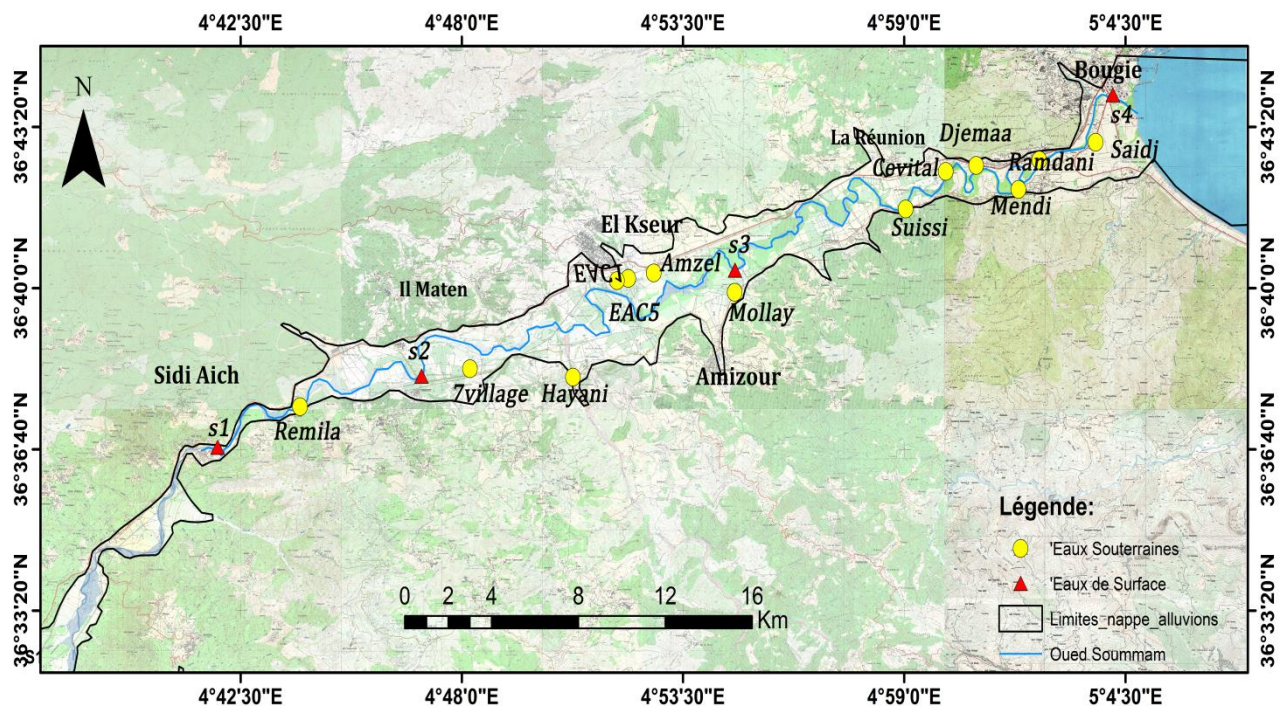 4°42'30"E 4°48'0"E 4°53'30"E 4°59'0"E 5°4'30"E
N
Bougie
s4
36°43'20"N 36°43'20"N
La Réunion
Djemaa
Cevital
Ramdani
Saidj
Mendi
Suissi
El Kseur
s3
EAC1
Amzel
36°40'0"N 36°40'0"N
Il Maten
EAC5
Mollay
s2
Sidi Aich
Amizour
7village
Hayani
s1
Remila
36°36'40"N 36°36'40"N
Légende:
'Eaux Souterraines
'Eaux de Surface
Limites_nappe_alluvions
Oued Soummam
0 2 4 8 12 16
Km
36°33'20"N 36°33'20"N
4°42'30"E 4°48'0"E 4°53'30"E 4°59'0"E 5°4'30"E